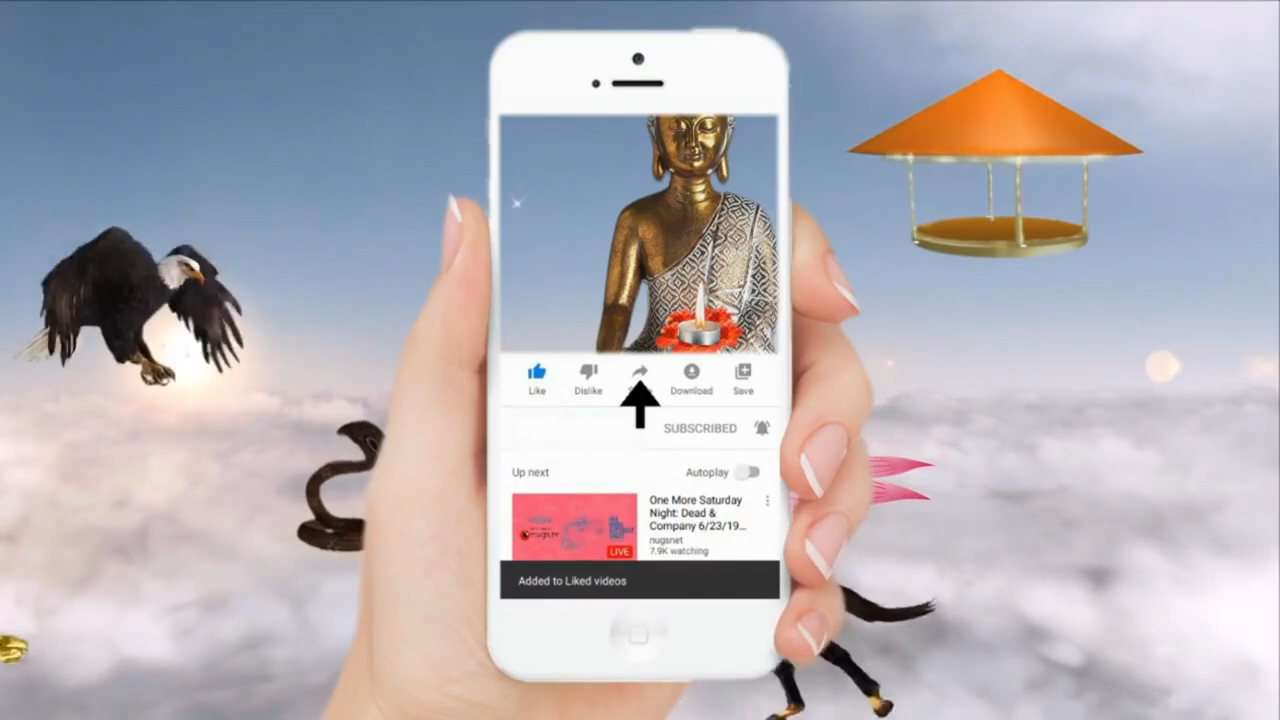 Like
Dislike
Download
Save
SUBSCRIBED
Up next
Autoplay
One More Saturday
Night: Dead &
Company 6/23/19...
nugsnet
7.9K watching
LIVE
Added to Liked videos